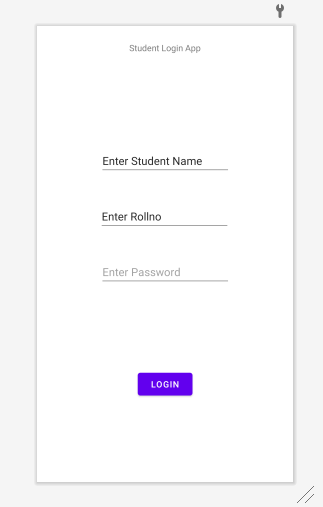 Student Login App
Enter Student Name
Enter Rollno
Enter Password
LOGIN